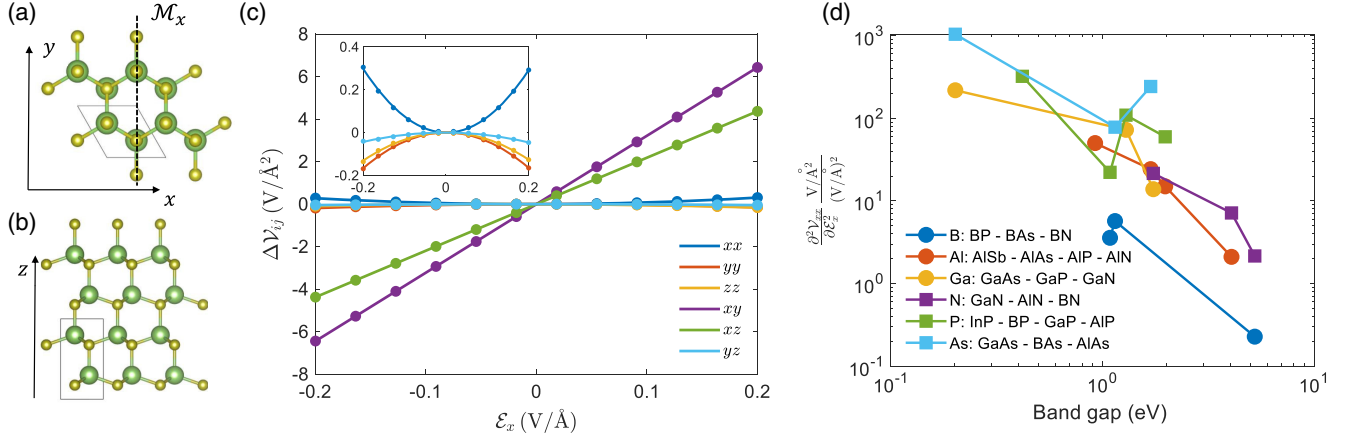 (a)
ℳx
y
x
(b)
z
(c)
Δ𝒱ij (V/Å²)
8
6
4
2
0
-2
-4
-6
-8
-0.2
-0.1
0
0.1
0.2
ℰx (V/Å)
0.4
0.2
0
-0.2
-0.2
0
0.2
xx
yy
zz
xy
xz
yz
(d)
∂²𝒱xx/∂ℰx² V/Å²/(V/Å)²
10³
10²
10¹
10⁰
10⁻¹
10⁻¹
10⁰
10¹
Band gap (eV)
B: BP - BAs - BN
Al: AlSb - AlAs - AlP - AlN
Ga: GaAs - GaP - GaN
N: GaN - AlN - BN
P: InP - BP - GaP - AlP
As: GaAs - BAs - AlAs